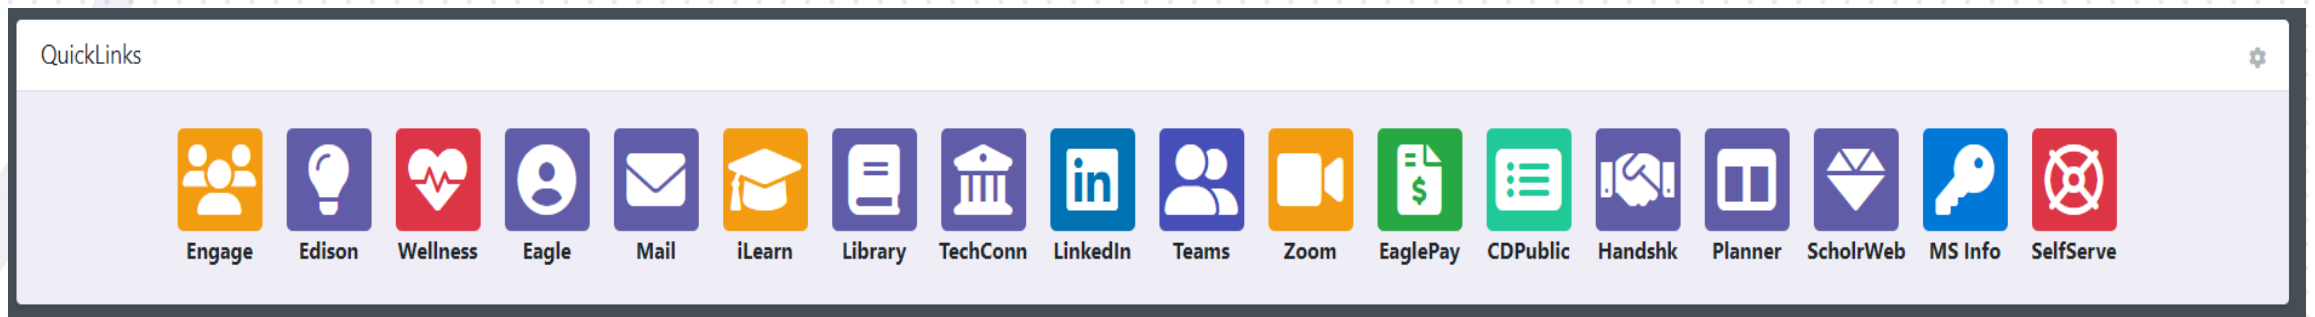 QuickLinks
in
$
Engage Edison Wellness Eagle Mail iLearn Library TechConn LinkedIn Teams Zoom EaglePay CDPublic Handshk Planner ScholrWeb MS Info SelfServe